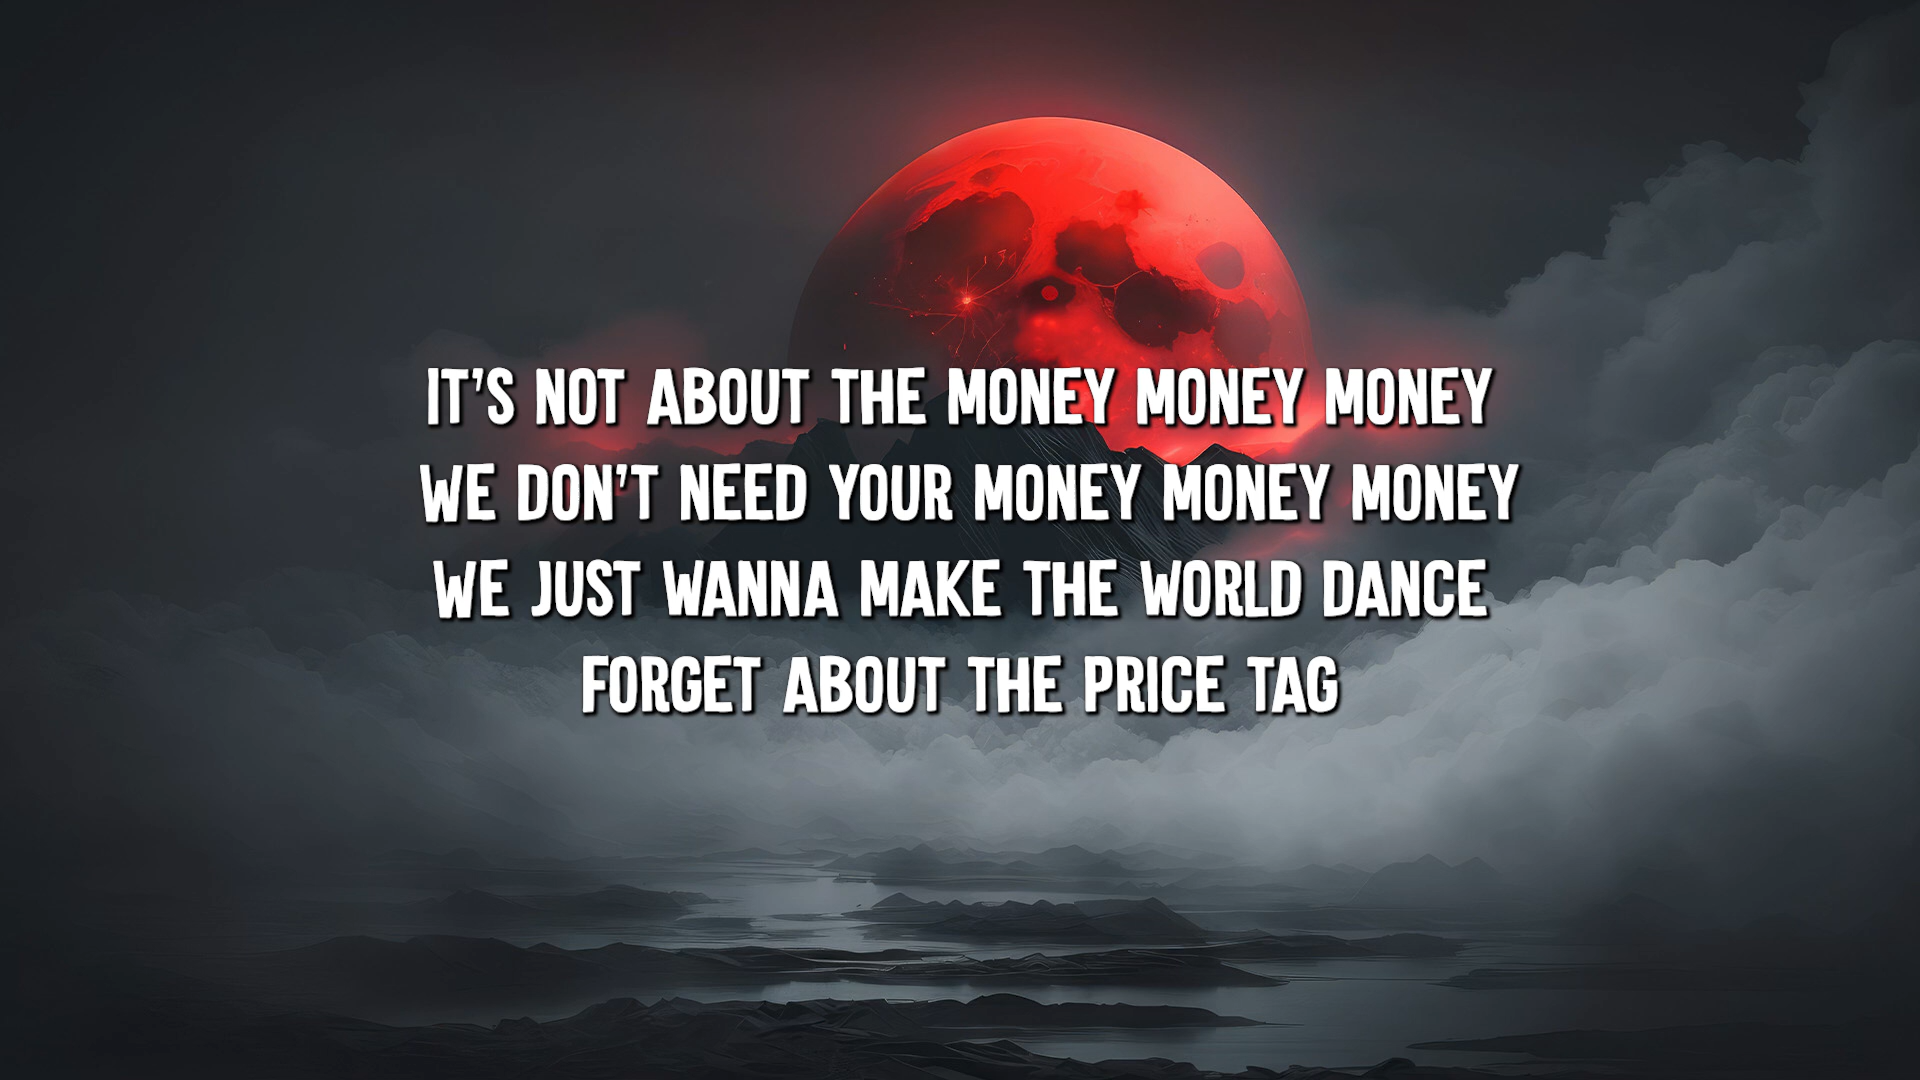 IT'S NOT ABOUT THE MONEY MONEY MONEY
WE DON'T NEED YOUR MONEY MONEY MONEY
WE JUST WANNA MAKE THE WORLD DANCE
FORGET ABOUT THE PRICE TAG